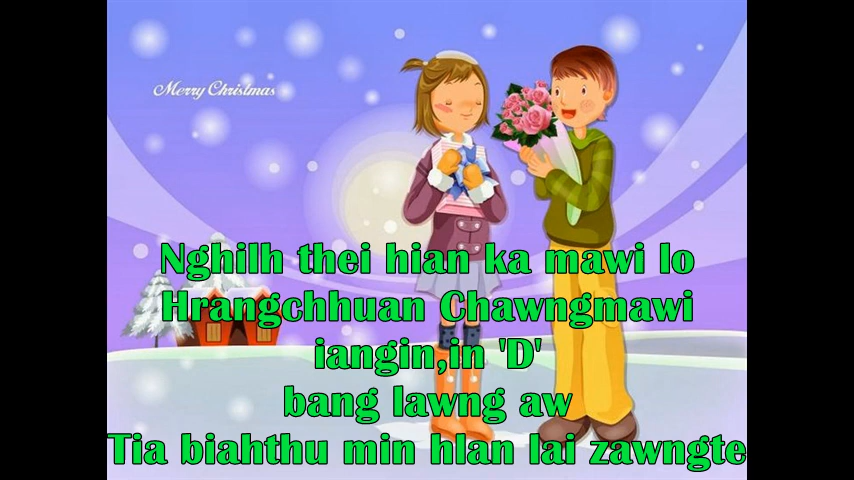 Merry Christmas
Nghilh thei hian ka mawi lo
Hrangchhuan Chawngmawi
iangin,in 'D'
bang lawng aw
Tia biahthu min hlan lai zawngte